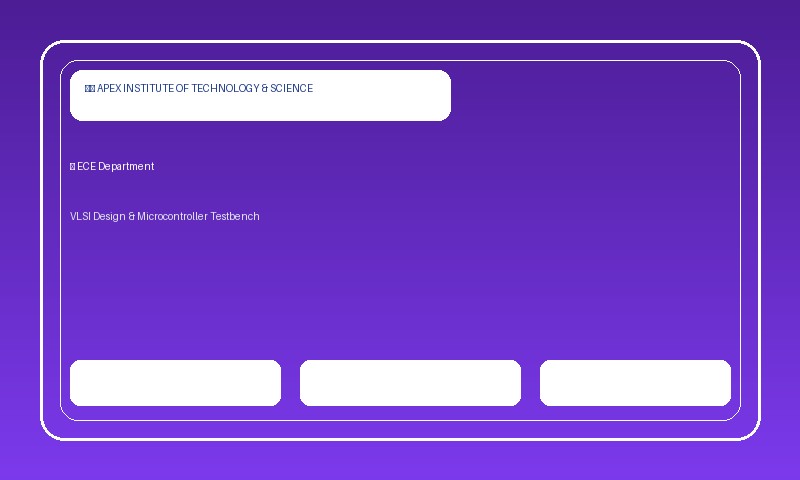 APEX INSTITUTE OF TECHNOLOGY & SCIENCE
ECE Department
VLSI Design & Microcontroller Testbench